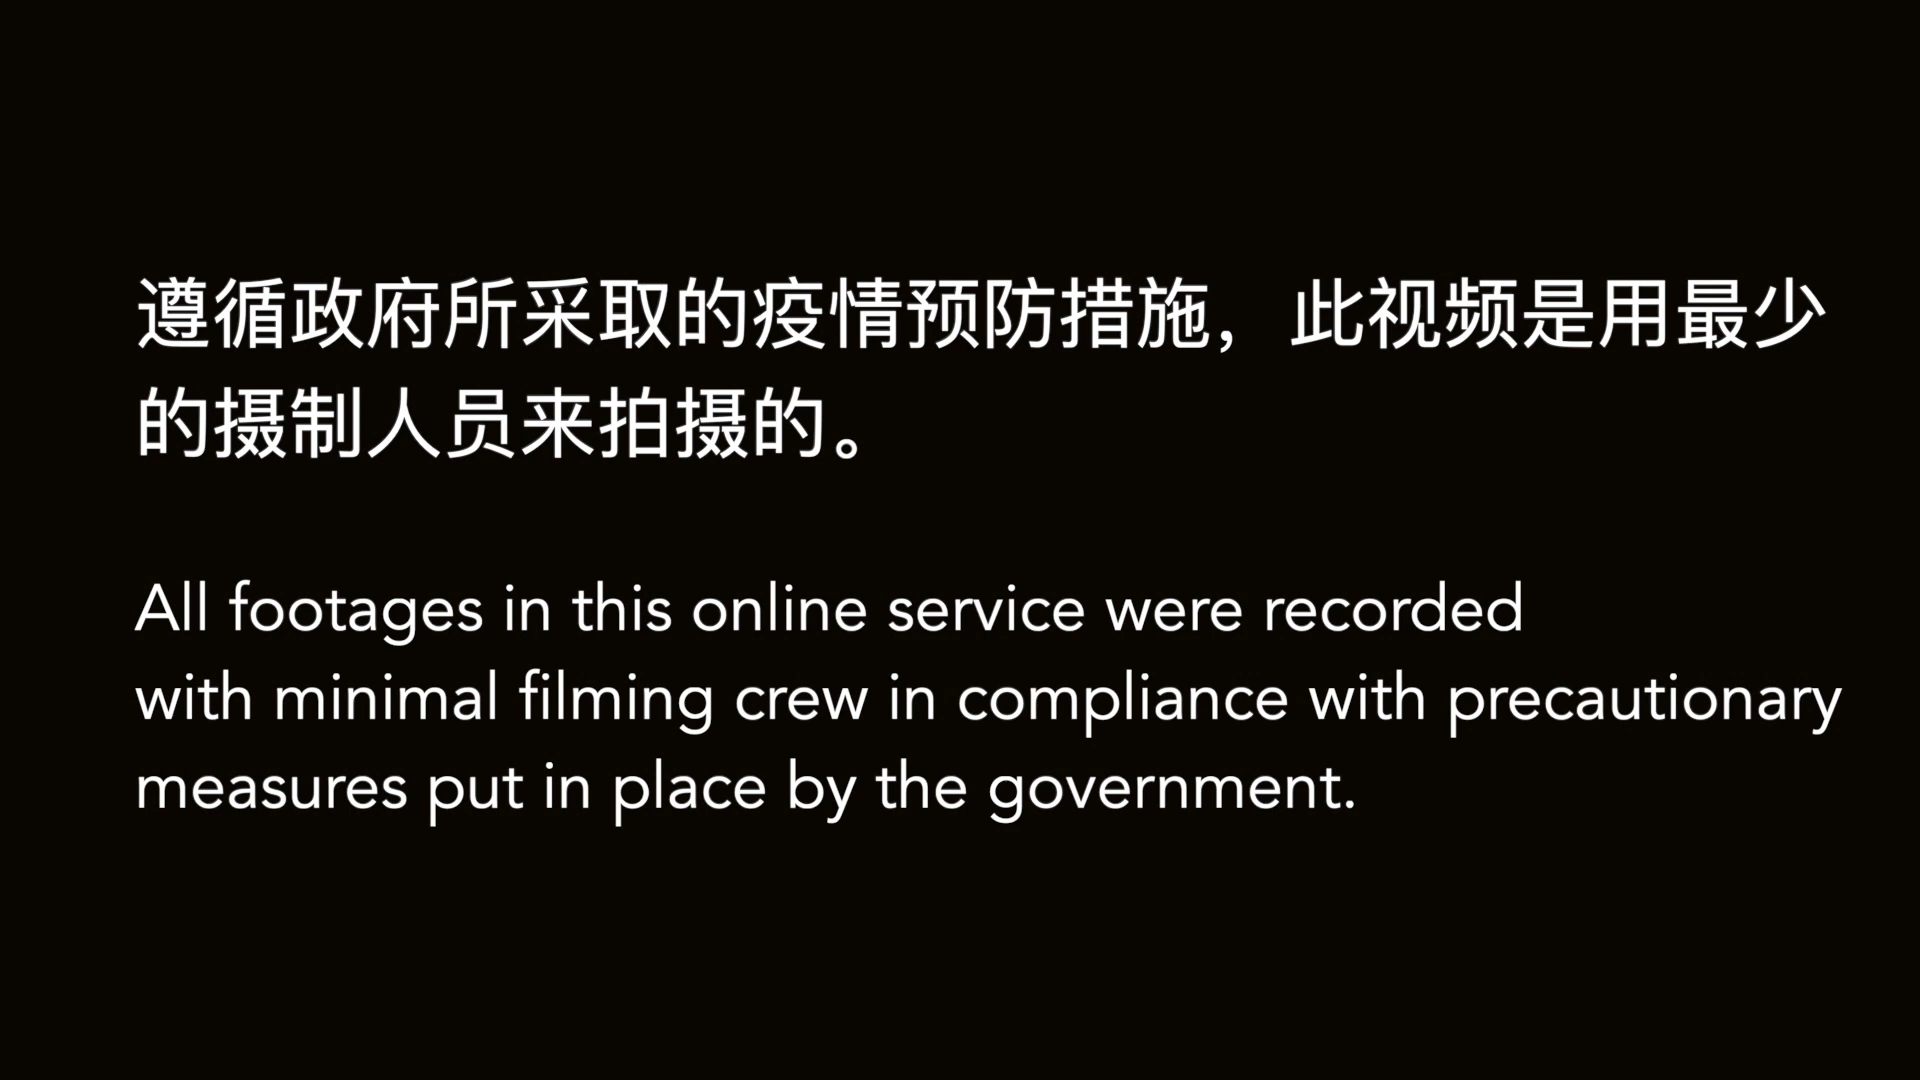 遵循政府所采取的疫情预防措施，此视频是用最少
的摄制人员来拍摄的。
All footages in this online service were recorded
with minimal filming crew in compliance with precautionary
measures put in place by the government.